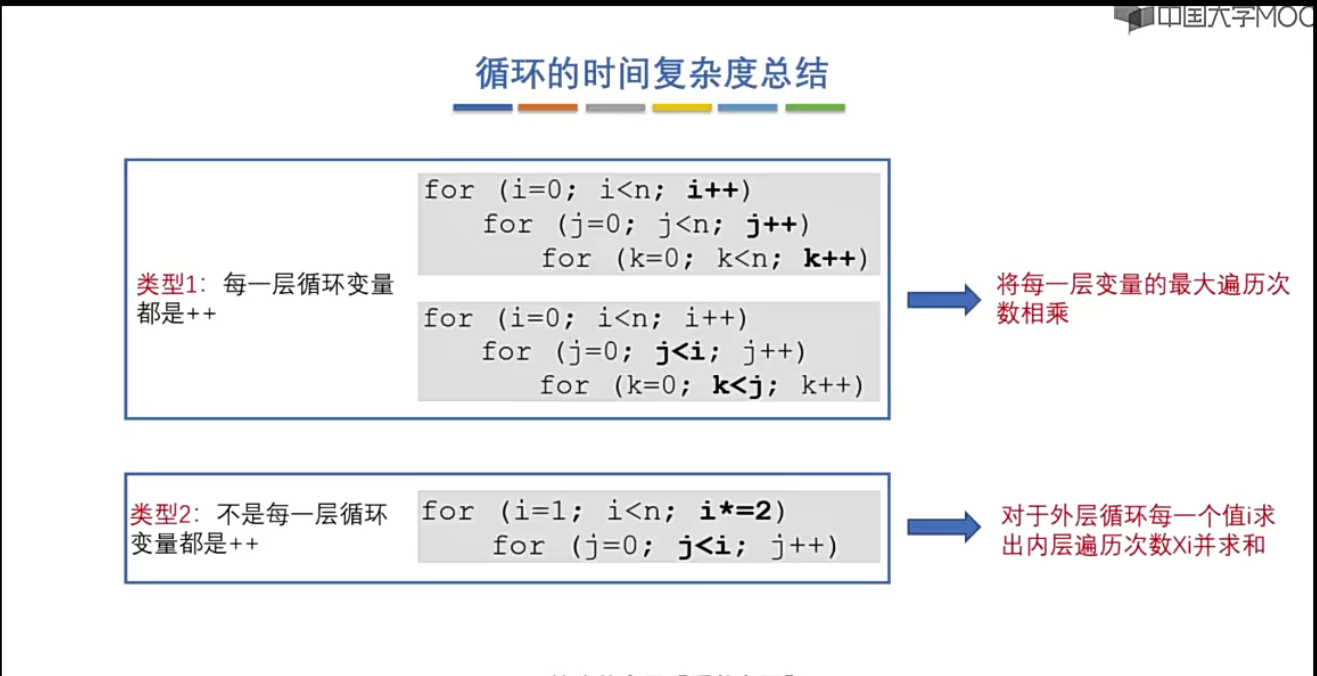 中国大学MOOC
循环的时间复杂度总结
类型1：每一层循环变量
都是++
for (i=0; i<n; i++)
for (j=0; j<n; j++)
for (k=0; k<n; k++)
for (i=0; i<n; i++)
for (j=0; j<i; j++)
for (k=0; k<j; k++)
将每一层变量的最大遍历次
数相乘
类型2：不是每一层循环
变量都是++
for (i=1; i<n; i*=2)
for (j=0; j<i; j++)
对于外层循环每一个值i求
出内层遍历次数Xi并求和